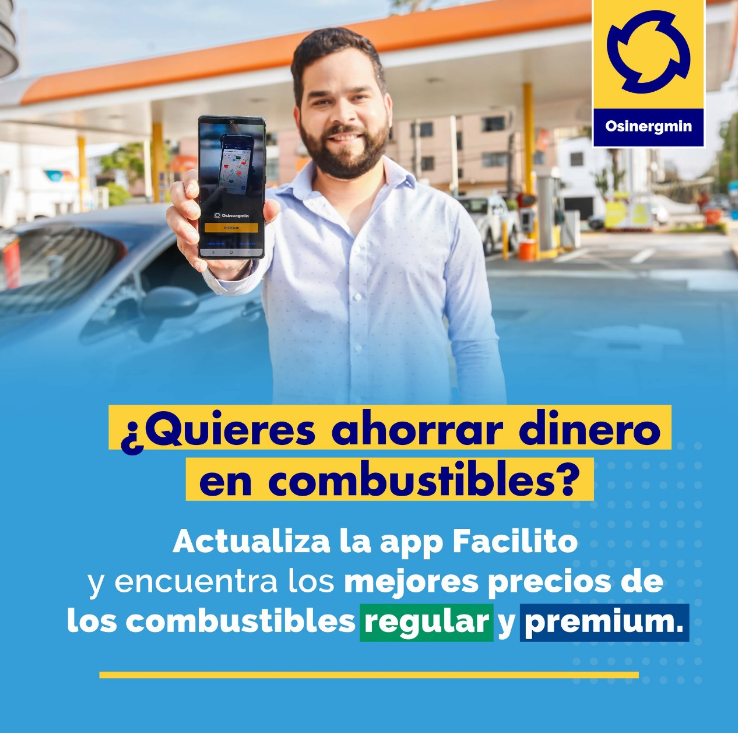 Osinergmin
Osinergmin
¿Quieres ahorrar dinero
en combustibles?
Actualiza la app Facilito
y encuentra los mejores precios de
los combustibles regular y premium.